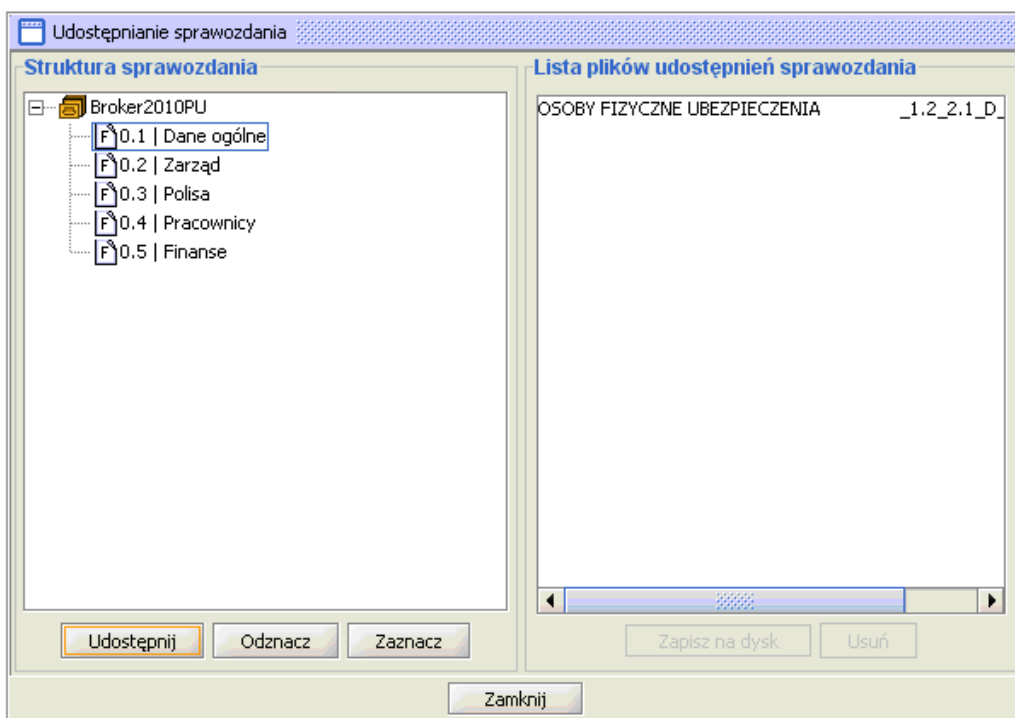 Udostępnianie sprawozdania
Struktura sprawozdania
Broker2010PU
F 0.1 | Dane ogólne
F 0.2 | Zarząd
F 0.3 | Polisa
F 0.4 | Pracownicy
F 0.5 | Finanse
Udostępnij Odznacz Zaznacz
Lista plików udostępnień sprawozdania
OSOBY FIZYCZNE UBEZPIECZENIA _1.2_2.1_D_
Zapisz na dysk Usuń
Zamknij